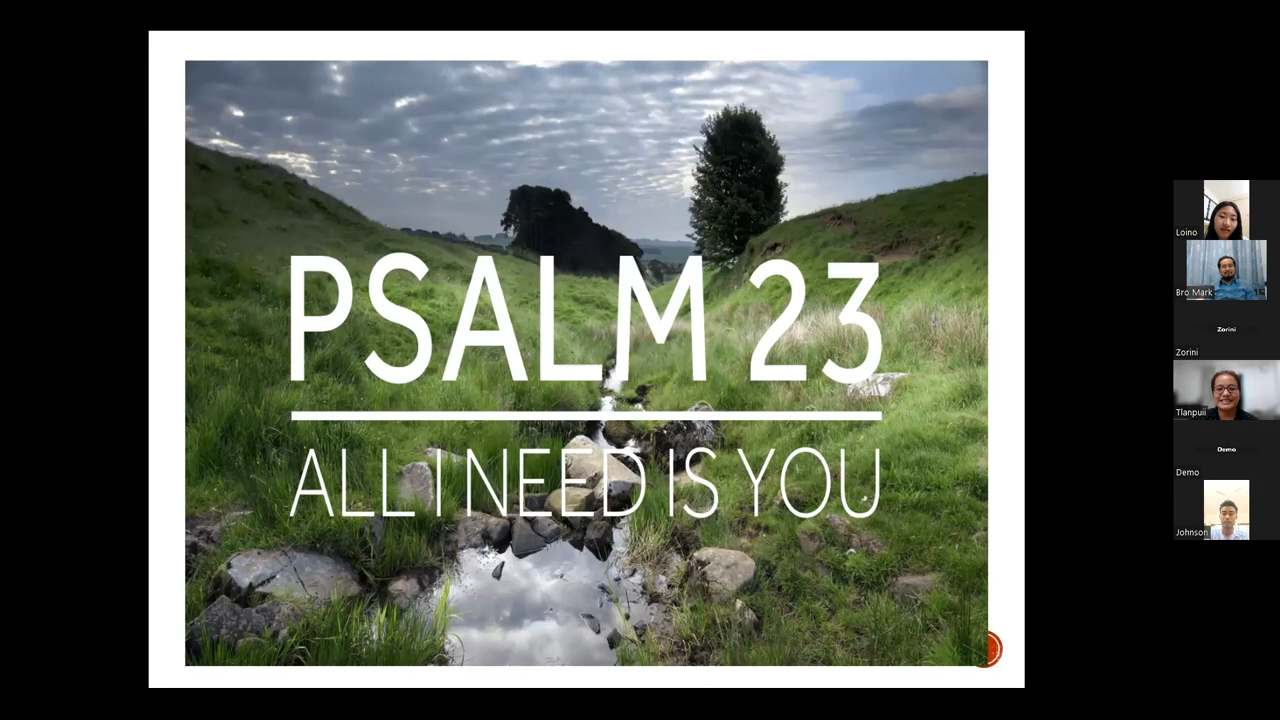 PSALM 23
ALL I NEED IS YOU
Loino
Bro Mark
Zorini
Zorini
Tlanpuii
Demo
Demo
Johnson